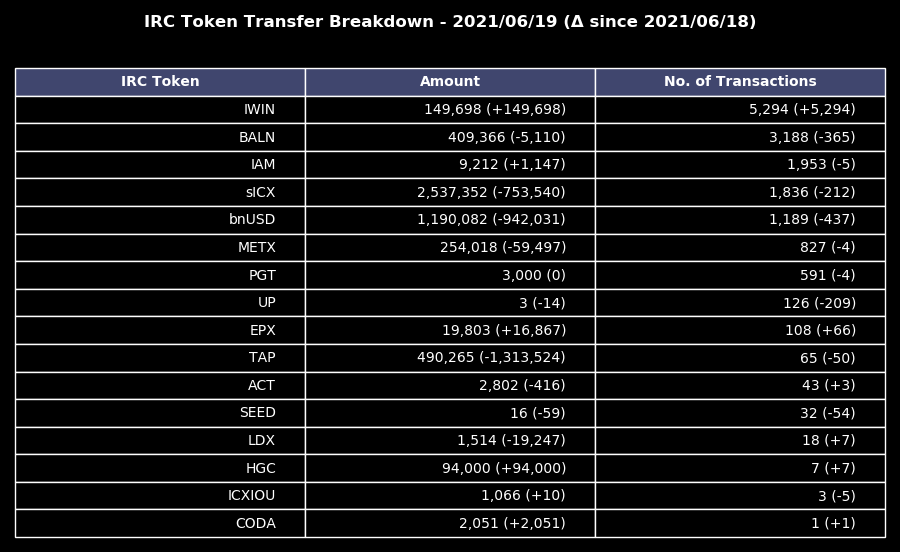 IRC Token Transfer Breakdown - 2021/06/19 (Δ since 2021/06/18)
IRC Token Amount No. of Transactions
IWIN 149,698 (+149,698) 5,294 (+5,294)
BALN 409,366 (-5,110) 3,188 (-365)
IAM 9,212 (+1,147) 1,953 (-5)
sICX 2,537,352 (-753,540) 1,836 (-212)
bnUSD 1,190,082 (-942,031) 1,189 (-437)
METX 254,018 (-59,497) 827 (-4)
PGT 3,000 (0) 591 (-4)
UP 3 (-14) 126 (-209)
EPX 19,803 (+16,867) 108 (+66)
TAP 490,265 (-1,313,524) 65 (-50)
ACT 2,802 (-416) 43 (+3)
SEED 16 (-59) 32 (-54)
LDX 1,514 (-19,247) 18 (+7)
HGC 94,000 (+94,000) 7 (+7)
ICXIOU 1,066 (+10) 3 (-5)
CODA 2,051 (+2,051) 1 (+1)